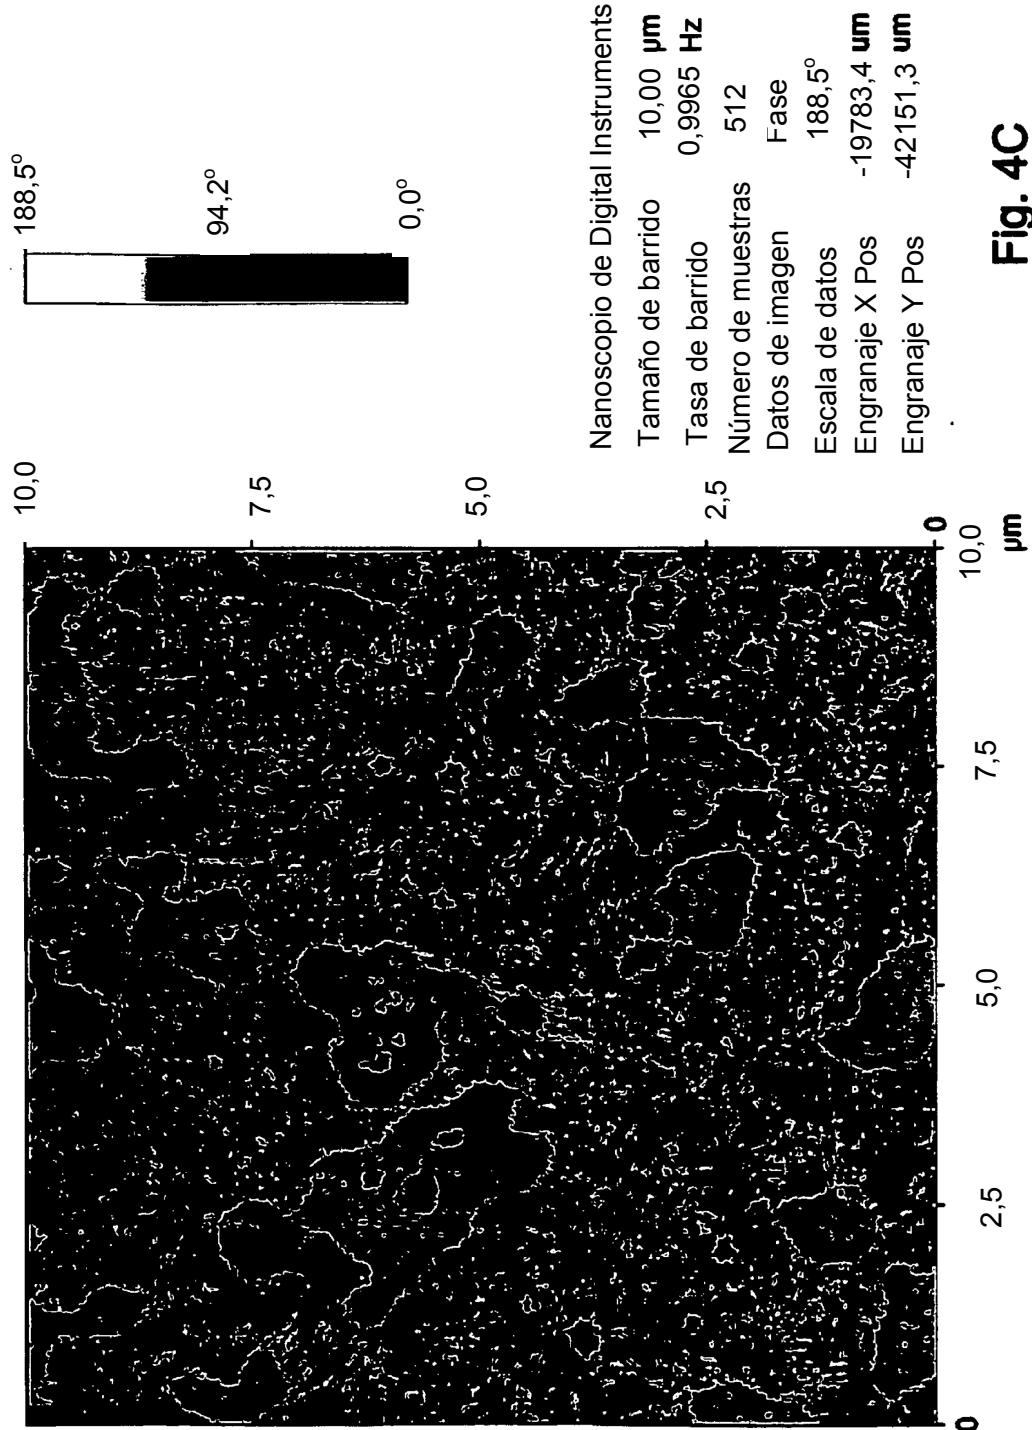 188,5°
94,2°
0,0°
10,0
7,5
5,0
2,5
0
0
2,5
5,0
7,5
10,0
µm
Nanoscopio de Digital Instruments
Tamaño de barrido 10,00 µm
Tasa de barrido 0,9965 Hz
Número de muestras 512
Datos de imagen Fase
Escala de datos 188,5°
Engranaje X Pos -19783,4 um
Engranaje Y Pos -42151,3 um
Fig. 4C